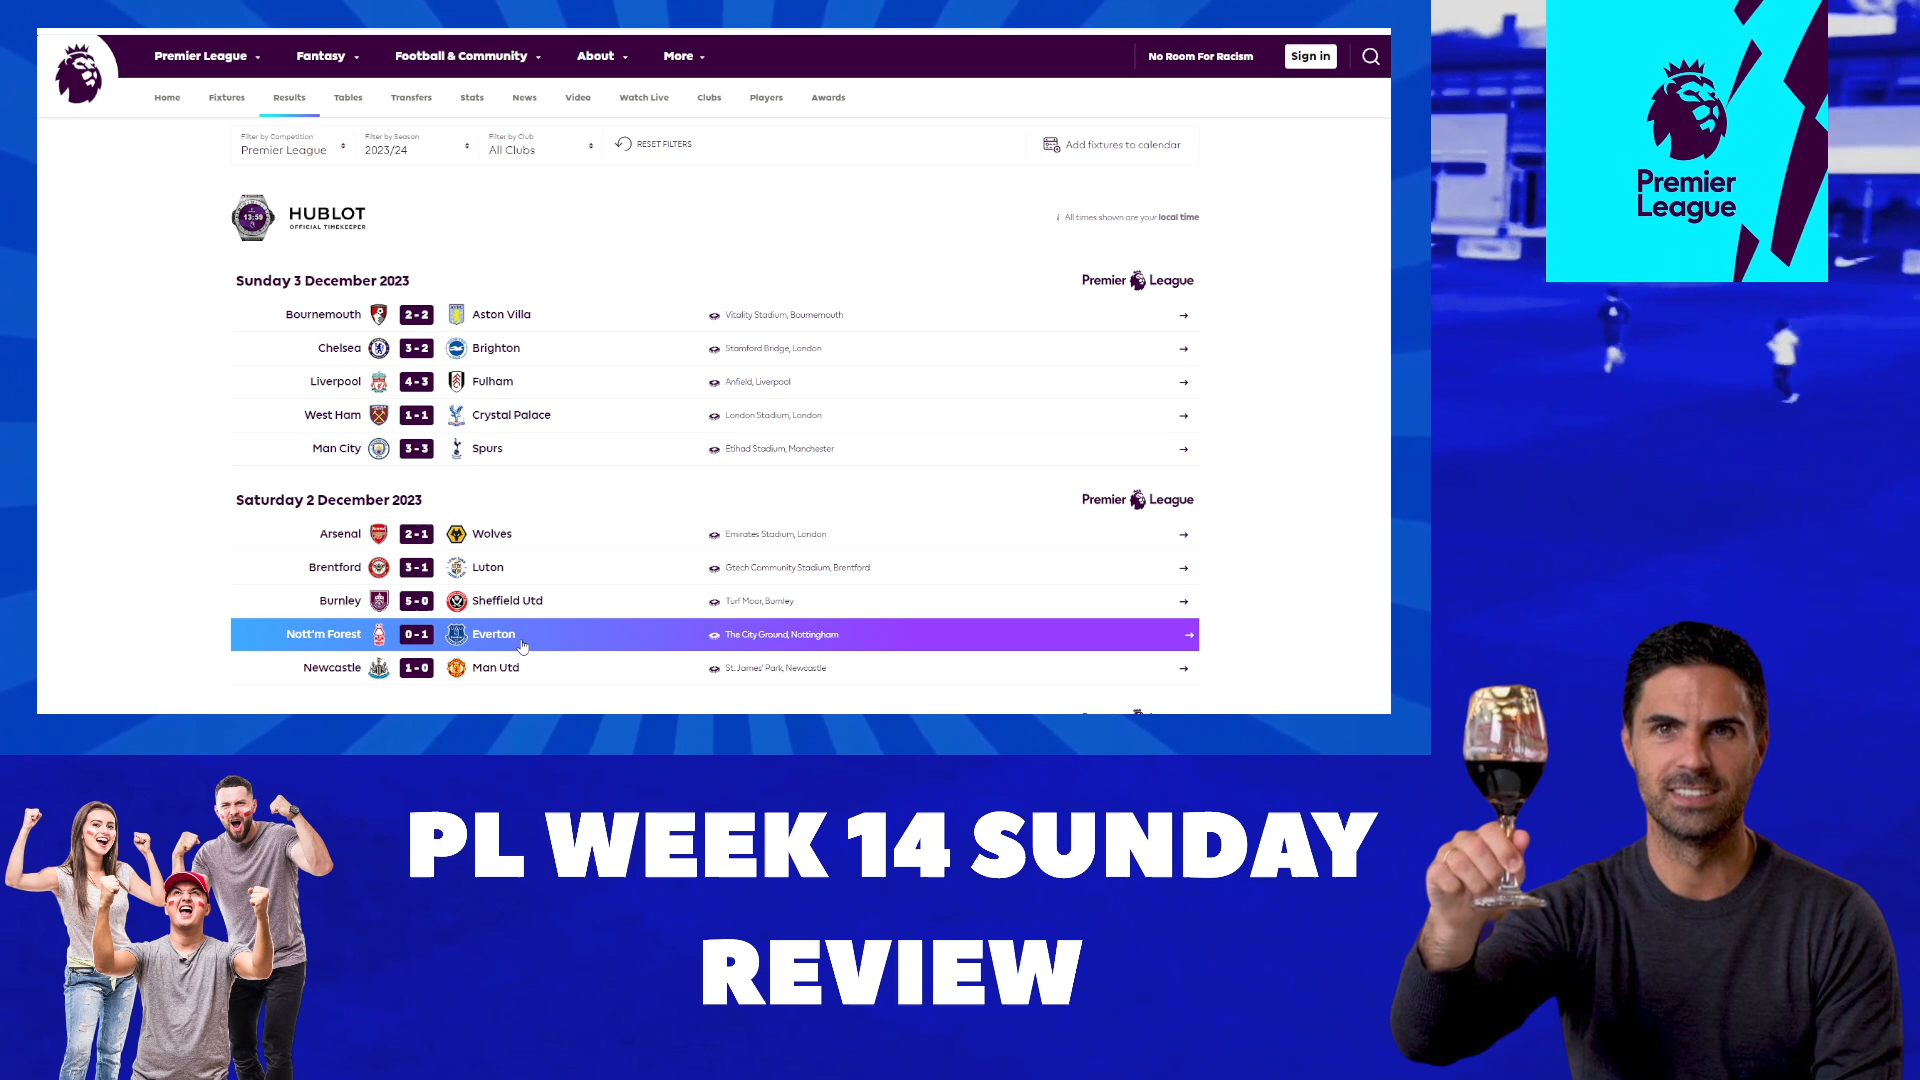 Premier League
Fantasy
Football & Community
About
More
No Room For Racism
Sign in
Home
Fixtures
Results
Tables
Transfers
Stats
News
Video
Watch Live
Clubs
Players
Awards
Filter by Competition
Premier League
Filter by Season
2023/24
Filter by Club
All Clubs
RESET FILTERS
Add fixtures to calendar
13:59
HUBLOT
OFFICIAL TIMEKEEPER
i All times shown are your local time
Sunday 3 December 2023
Premier League
Bournemouth 2 - 2 Aston Villa Vitality Stadium, Bournemouth
Chelsea 3 - 2 Brighton Stamford Bridge, London
Liverpool 4 - 3 Fulham Anfield, Liverpool
West Ham 1 - 1 Crystal Palace London Stadium, London
Man City 3 - 3 Spurs Etihad Stadium, Manchester
Saturday 2 December 2023
Premier League
Arsenal 2 - 1 Wolves Emirates Stadium, London
Brentford 3 - 1 Luton Gtech Community Stadium, Brentford
Burnley 5 - 0 Sheffield Utd Turf Moor, Burnley
Nott'm Forest 0 - 1 Everton The City Ground, Nottingham
Newcastle 1 - 0 Man Utd St. James' Park, Newcastle
Premier
League
PL WEEK 14 SUNDAY
REVIEW